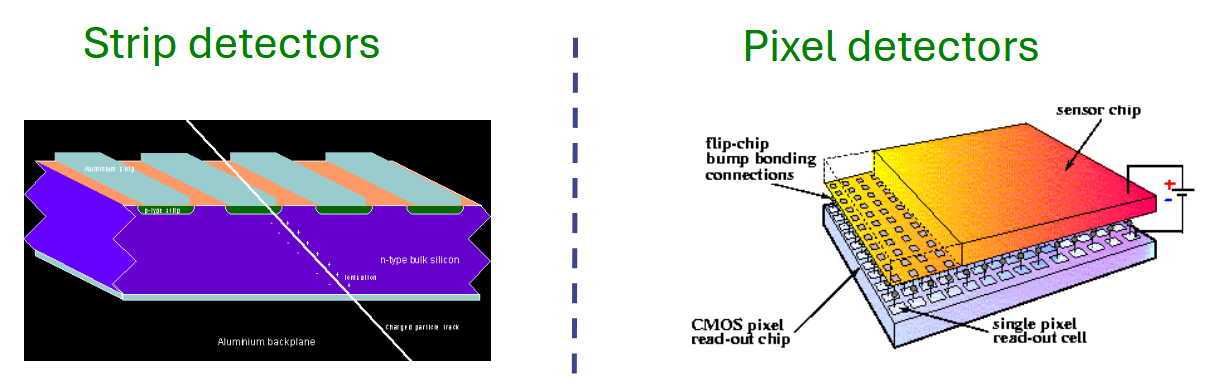 Strip detectors
Aluminium strip
p-type strip
n-type bulk silicon
Ionisation
Charged particle track
Aluminium backplane
Pixel detectors
sensor chip
flip-chip
bump bonding
connections
+
-
CMOS pixel
read-out chip
single pixel
read-out cell